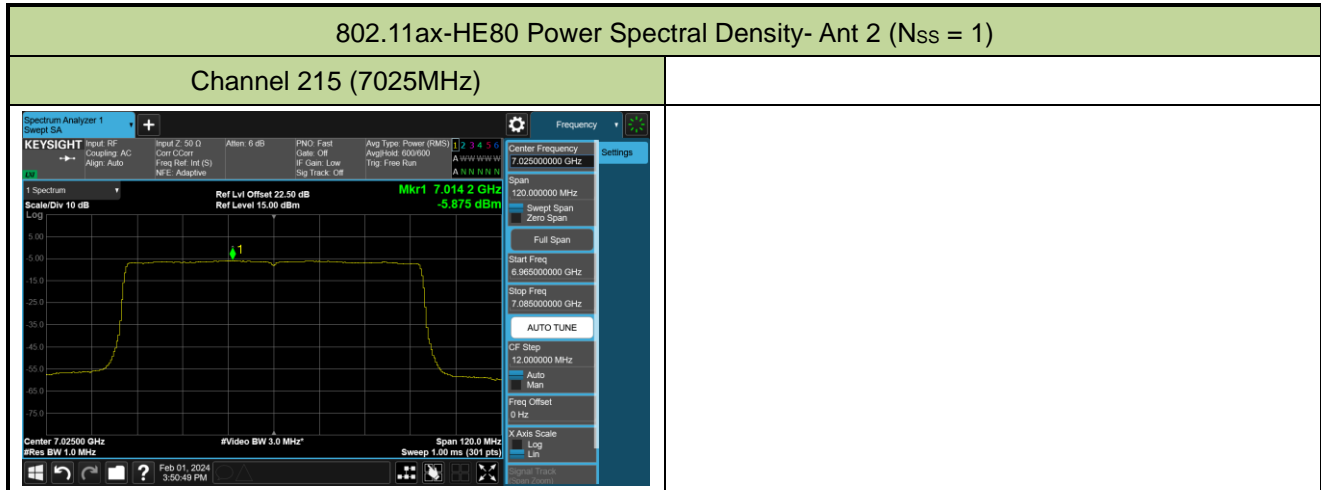 802.11ax-HE80 Power Spectral Density- Ant 2 (NSS = 1)
Channel 215 (7025MHz)
Spectrum Analyzer 1
Swept SA
Frequency
KEYSIGHT
Input: RF
Coupling: AC
Align: Auto
Input Z: 50 Ω
Corr CCorr
Freq Ref: Int (S)
NFE: Adaptive
Atten: 6 dB
PNO: Fast
Gate: Off
IF Gain: Low
Sig Track: Off
Avg Type: Power (RMS)
Avg|Hold: 600/600
Trig: Free Run
1 2 3 4 5 6
A W W W W W
A N N N N N
LXI
1 Spectrum
Scale/Div 10 dB
Log
Ref Lvl Offset 22.50 dB
Ref Level 15.00 dBm
Mkr1 7.014 2 GHz
-5.875 dBm
5.00
-5.00
-15.0
-25.0
-35.0
-45.0
-55.0
-65.0
-75.0
1
Center 7.02500 GHz
#Res BW 1.0 MHz
#Video BW 3.0 MHz*
Span 120.0 MHz
Sweep 1.00 ms (301 pts)
Center Frequency
7.025000000 GHz
Settings
Span
120.000000 MHz
Swept Span
Zero Span
Full Span
Start Freq
6.965000000 GHz
Stop Freq
7.085000000 GHz
AUTO TUNE
CF Step
12.000000 MHz
Auto
Man
Freq Offset
0 Hz
X Axis Scale
Log
Lin
Signal Track
(Span Zoom)
?
Feb 01, 2024
3:50:49 PM